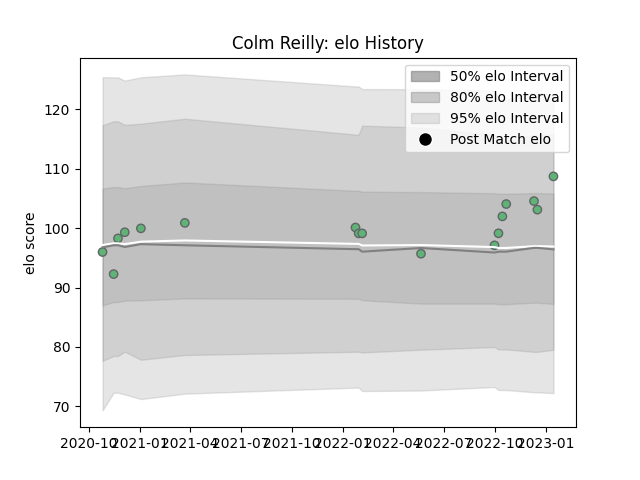 Colm Reilly: elo History
50% elo Interval
80% elo Interval
95% elo Interval
Post Match elo
elo score
120
110
100
90
80
70
2020-10 2021-01 2021-04 2021-07 2021-10 2022-01 2022-04 2022-07 2022-10 2023-01